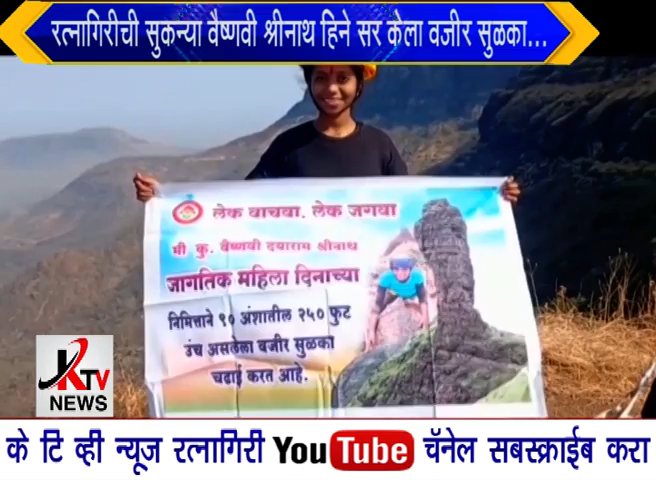 रत्नागिरीची सुकन्या वैष्णवी श्रीनाथ हिने सर केला वजीर सुळका...
लेक वाचवा. लेक जगवा
मी कु. वैष्णवी दयाराम श्रीनाथ
जागतिक महिला दिनाच्या
निमित्ताने ९० अंशातील २५० फुट
उंच असलेला वजीर सुळका
चढाई करत आहे.
KTV
NEWS
के टि व्ही न्यूज रत्नागिरी YouTube चॅनेल सबस्क्राईब करा